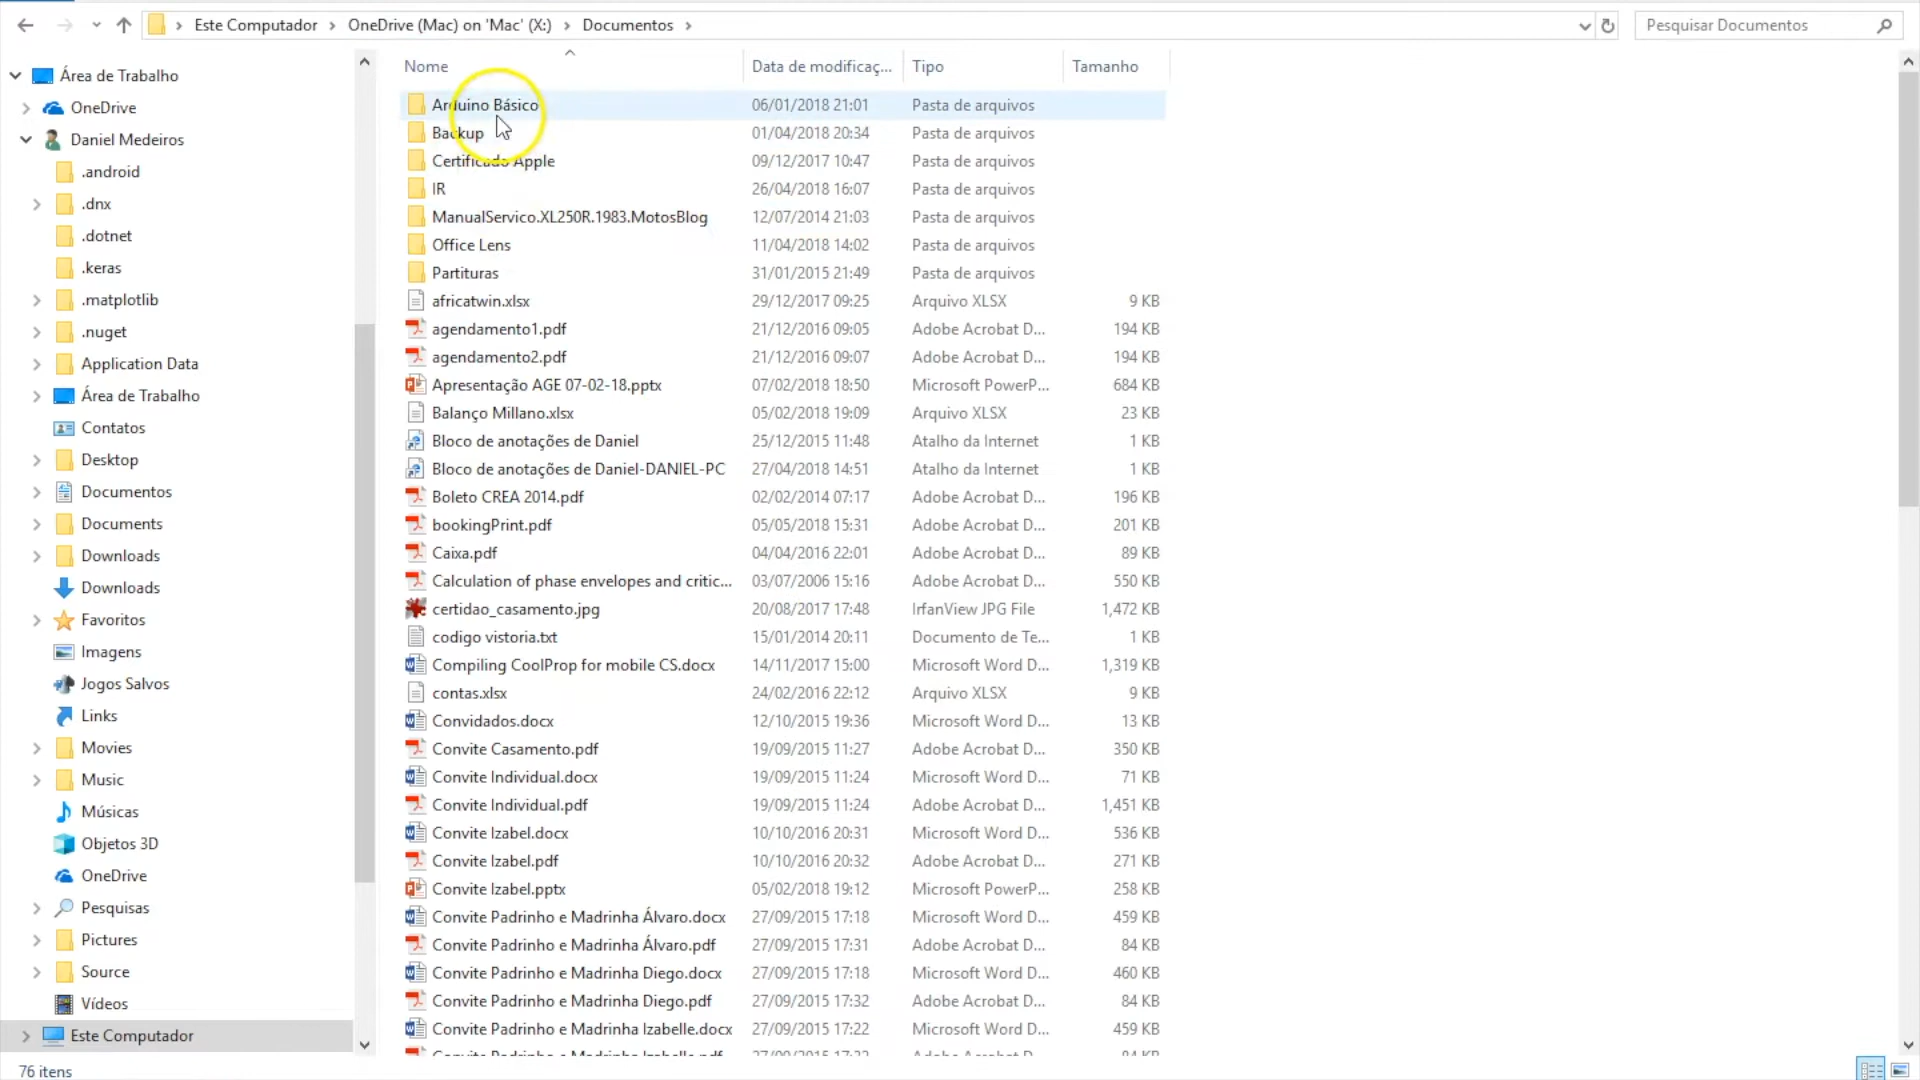 Este Computador > OneDrive (Mac) on 'Mac' (X:) > Documentos >
Pesquisar Documentos
Área de Trabalho
OneDrive
Daniel Medeiros
.android
.dnx
.dotnet
.keras
.matplotlib
.nuget
Application Data
Área de Trabalho
Contatos
Desktop
Documentos
Documents
Downloads
Downloads
Favoritos
Imagens
Jogos Salvos
Links
Movies
Music
Músicas
Objetos 3D
OneDrive
Pesquisas
Pictures
Source
Vídeos
Este Computador
Nome Data de modificaç... Tipo Tamanho
Arduino Básico 06/01/2018 21:01 Pasta de arquivos
Backup 01/04/2018 20:34 Pasta de arquivos
Certificado Apple 09/12/2017 10:47 Pasta de arquivos
IR 26/04/2018 16:07 Pasta de arquivos
ManualServico.XL250R.1983.MotosBlog 12/07/2014 21:03 Pasta de arquivos
Office Lens 11/04/2018 14:02 Pasta de arquivos
Partituras 31/01/2015 21:49 Pasta de arquivos
africatwin.xlsx 29/12/2017 09:25 Arquivo XLSX 9 KB
agendamento1.pdf 21/12/2016 09:05 Adobe Acrobat D... 194 KB
agendamento2.pdf 21/12/2016 09:07 Adobe Acrobat D... 194 KB
Apresentação AGE 07-02-18.pptx 07/02/2018 18:50 Microsoft PowerP... 684 KB
Balanço Millano.xlsx 05/02/2018 19:09 Arquivo XLSX 23 KB
Bloco de anotações de Daniel 25/12/2015 11:48 Atalho da Internet 1 KB
Bloco de anotações de Daniel-DANIEL-PC 27/04/2018 14:51 Atalho da Internet 1 KB
Boleto CREA 2014.pdf 02/02/2014 07:17 Adobe Acrobat D... 196 KB
bookingPrint.pdf 05/05/2018 15:31 Adobe Acrobat D... 201 KB
Caixa.pdf 04/04/2016 22:01 Adobe Acrobat D... 89 KB
Calculation of phase envelopes and critic... 03/07/2006 15:16 Adobe Acrobat D... 550 KB
certidao_casamento.jpg 20/08/2017 17:48 IrfanView JPG File 1,472 KB
codigo vistoria.txt 15/01/2014 20:11 Documento de Te... 1 KB
Compiling CoolProp for mobile CS.docx 14/11/2017 15:00 Microsoft Word D... 1,319 KB
contas.xlsx 24/02/2016 22:12 Arquivo XLSX 9 KB
Convidados.docx 12/10/2015 19:36 Microsoft Word D... 13 KB
Convite Casamento.pdf 19/09/2015 11:27 Adobe Acrobat D... 350 KB
Convite Individual.docx 19/09/2015 11:24 Microsoft Word D... 71 KB
Convite Individual.pdf 19/09/2015 11:24 Adobe Acrobat D... 1,451 KB
Convite Izabel.docx 10/10/2016 20:31 Microsoft Word D... 536 KB
Convite Izabel.pdf 10/10/2016 20:32 Adobe Acrobat D... 271 KB
Convite Izabel.pptx 05/02/2018 19:12 Microsoft PowerP... 258 KB
Convite Padrinho e Madrinha Álvaro.docx 27/09/2015 17:18 Microsoft Word D... 459 KB
Convite Padrinho e Madrinha Álvaro.pdf 27/09/2015 17:31 Adobe Acrobat D... 84 KB
Convite Padrinho e Madrinha Diego.docx 27/09/2015 17:18 Microsoft Word D... 460 KB
Convite Padrinho e Madrinha Diego.pdf 27/09/2015 17:32 Adobe Acrobat D... 84 KB
Convite Padrinho e Madrinha Izabelle.docx 27/09/2015 17:22 Microsoft Word D... 459 KB
76 itens